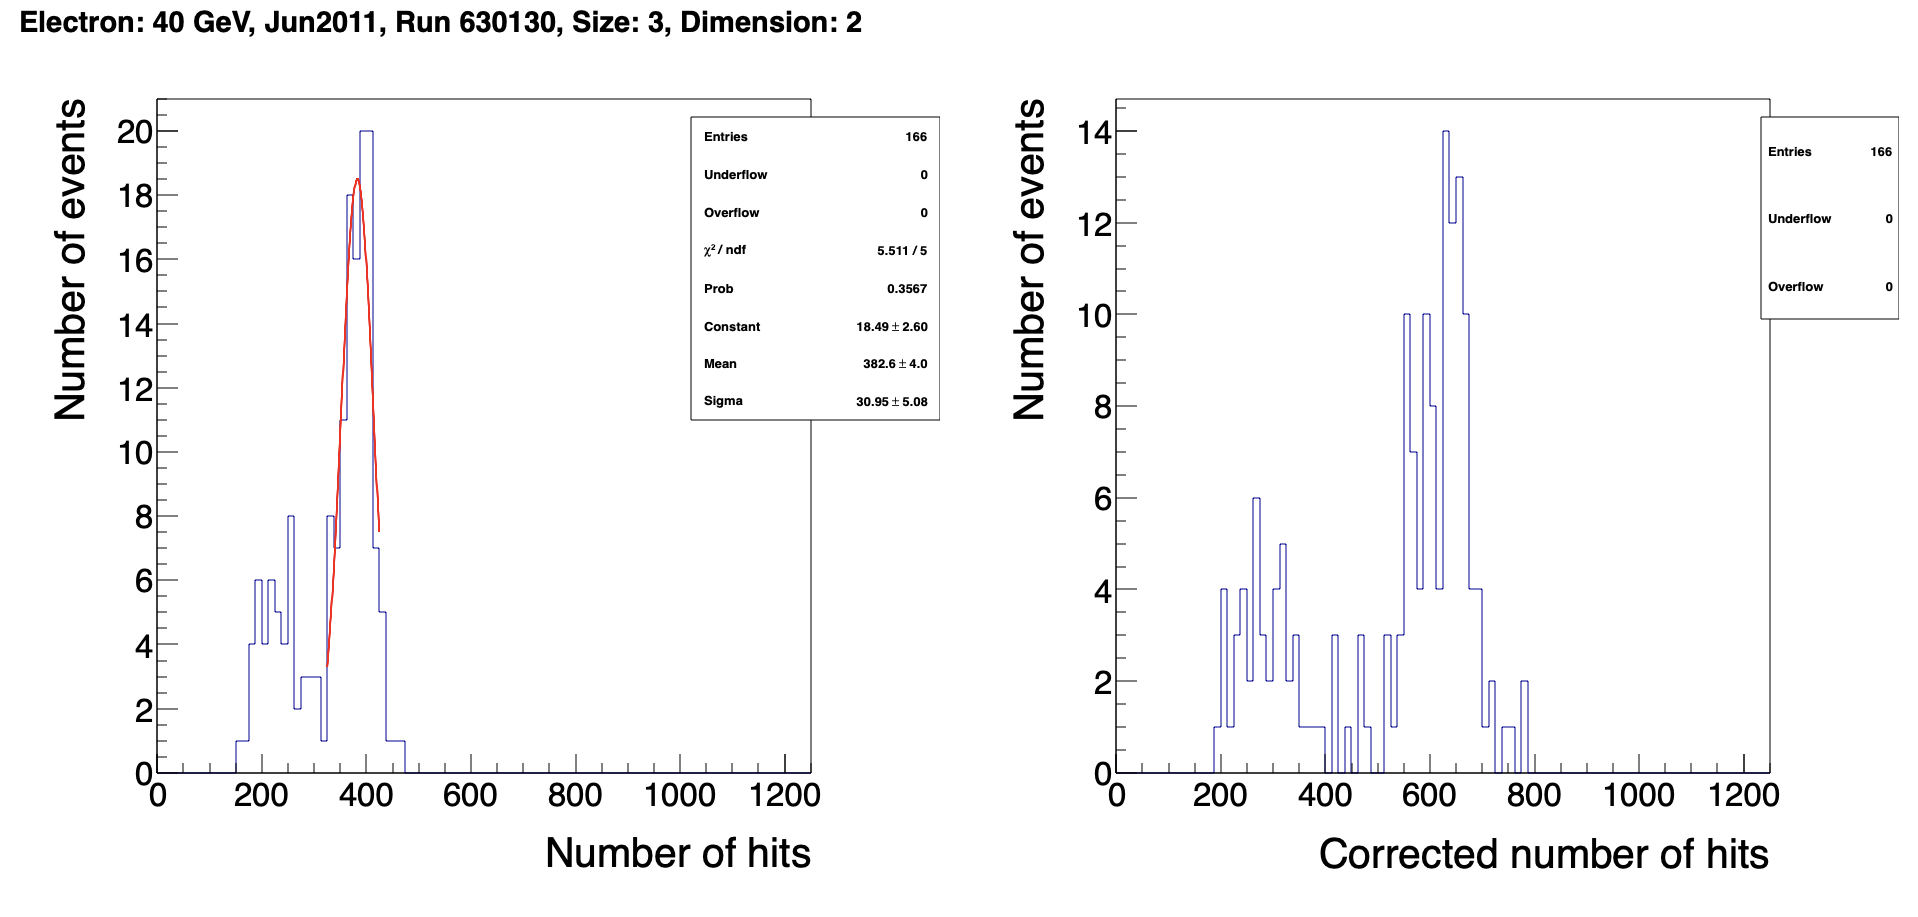 Electron: 40 GeV, Jun2011, Run 630130, Size: 3, Dimension: 2
Number of events
20
18
16
14
12
10
8
6
4
2
0
0 200 400 600 800 1000 1200
Number of hits
Entries 166
Underflow 0
Overflow 0
χ² / ndf 5.511 / 5
Prob 0.3567
Constant 18.49 ± 2.60
Mean 382.6 ± 4.0
Sigma 30.95 ± 5.08
Number of events
14
12
10
8
6
4
2
0
0 200 400 600 800 1000 1200
Corrected number of hits
Entries 166
Underflow 0
Overflow 0